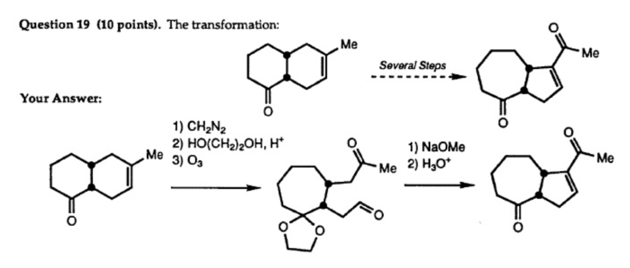 Question 19 (10 points). The transformation:
Me
O
Several Steps
O
Me
O
Your Answer:
Me
O
1) CH₂N₂
2) HO(CH₂)₂OH, H⁺
3) O₃
O
Me
O
O O
1) NaOMe
2) H₃O⁺
O
Me
O